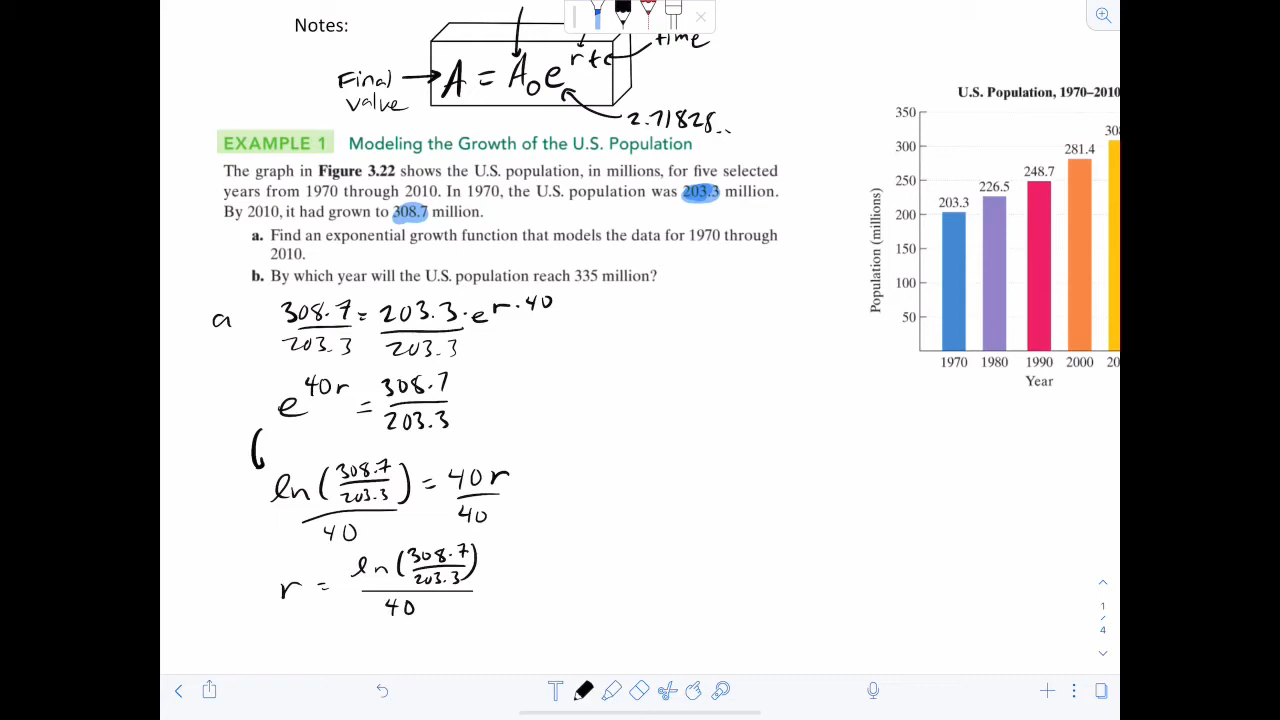 Notes:
time
Final value
A = A₀e^{rt}
2.71828..
EXAMPLE 1 Modeling the Growth of the U.S. Population
The graph in Figure 3.22 shows the U.S. population, in millions, for five selected
years from 1970 through 2010. In 1970, the U.S. population was 203.3 million.
By 2010, it had grown to 308.7 million.
a. Find an exponential growth function that models the data for 1970 through
2010.
b. By which year will the U.S. population reach 335 million?
a 308.7/203.3 = 203.3·e^{r·40}/203.3
e^{40r} = 308.7/203.3
ln(308.7/203.3)/40 = 40r/40
r = ln(308.7/203.3)/40
U.S. Population, 1970–2010
Population (millions)
350
300
250
200
150
100
50
203.3
226.5
248.7
281.4
1970 1980 1990 2000 20
Year
1
/
4
T